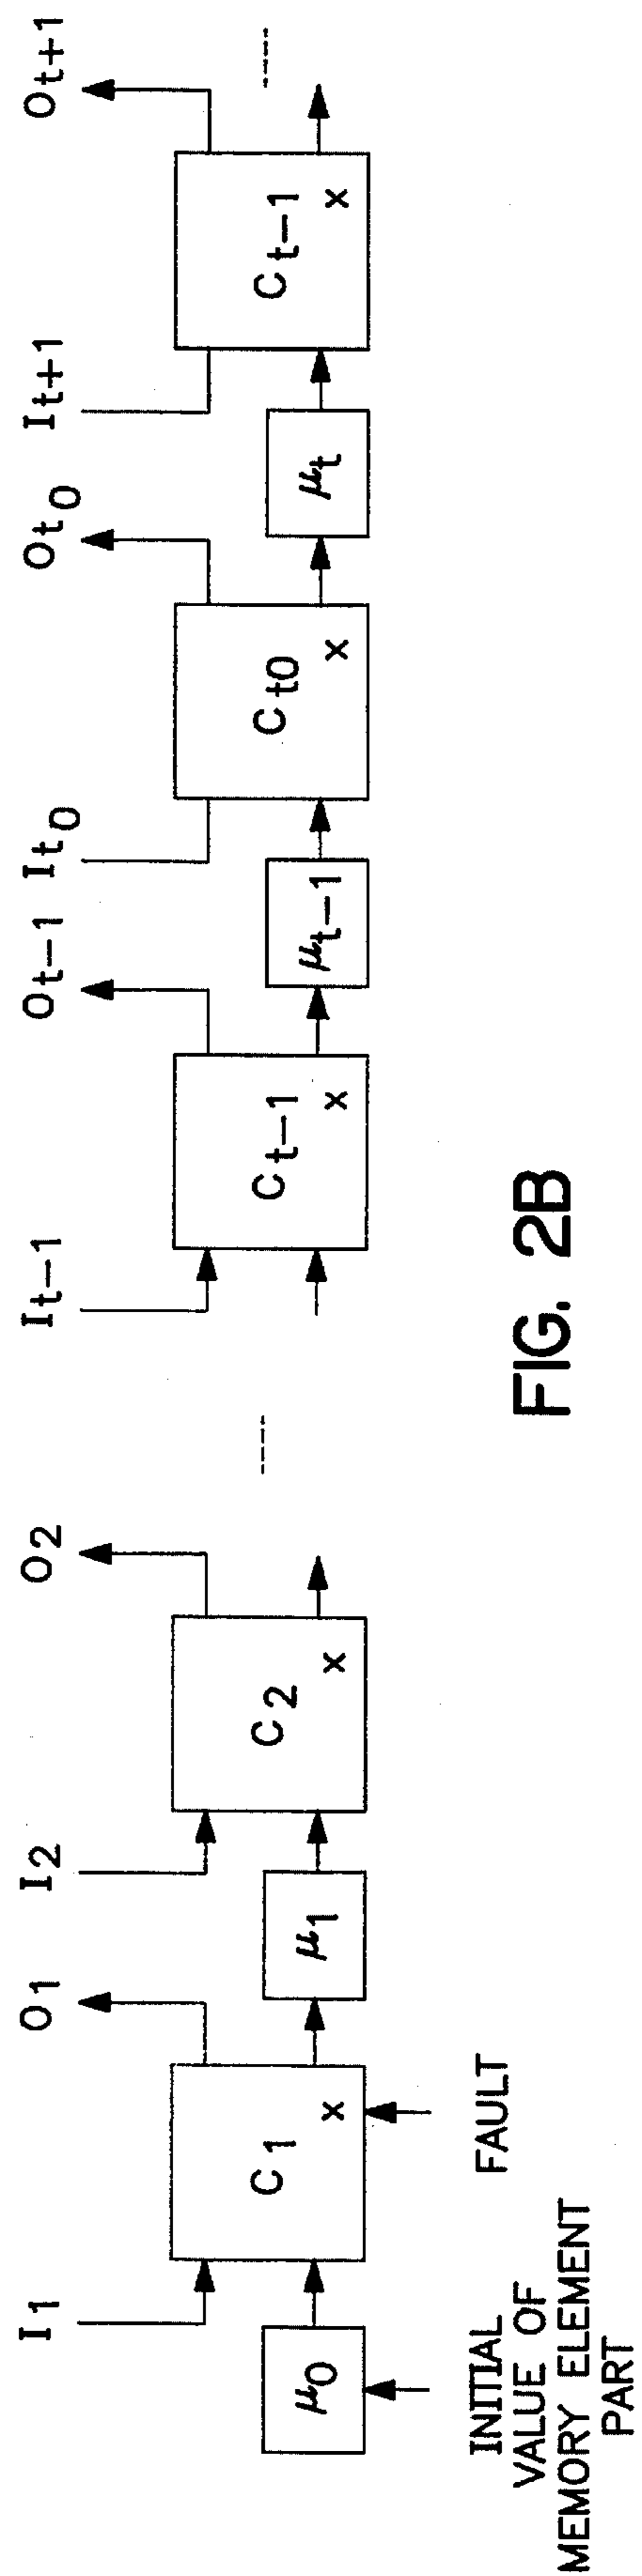 I1
O1
I2
O2
It−1
Ot−1
It0
Ot0
It+1
Ot+1
μ0
C1
x
μ1
C2
x
-----
Ct−1
x
μt−1
Ct0
x
μt
Ct−1
x
-----
INITIAL
VALUE OF
MEMORY ELEMENT
PART
FAULT
FIG. 2B